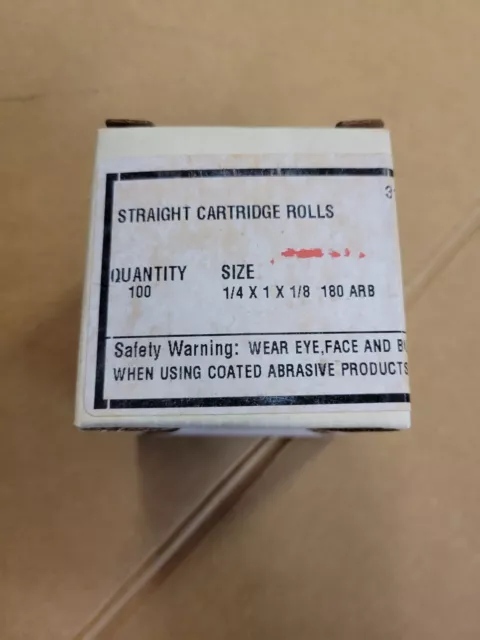 STRAIGHT CARTRIDGE ROLLS
QUANTITY SIZE
100 1/4 X 1 X 1/8 180 ARB
Safety Warning: WEAR EYE,FACE AND
WHEN USING COATED ABRASIVE PRODUCTS